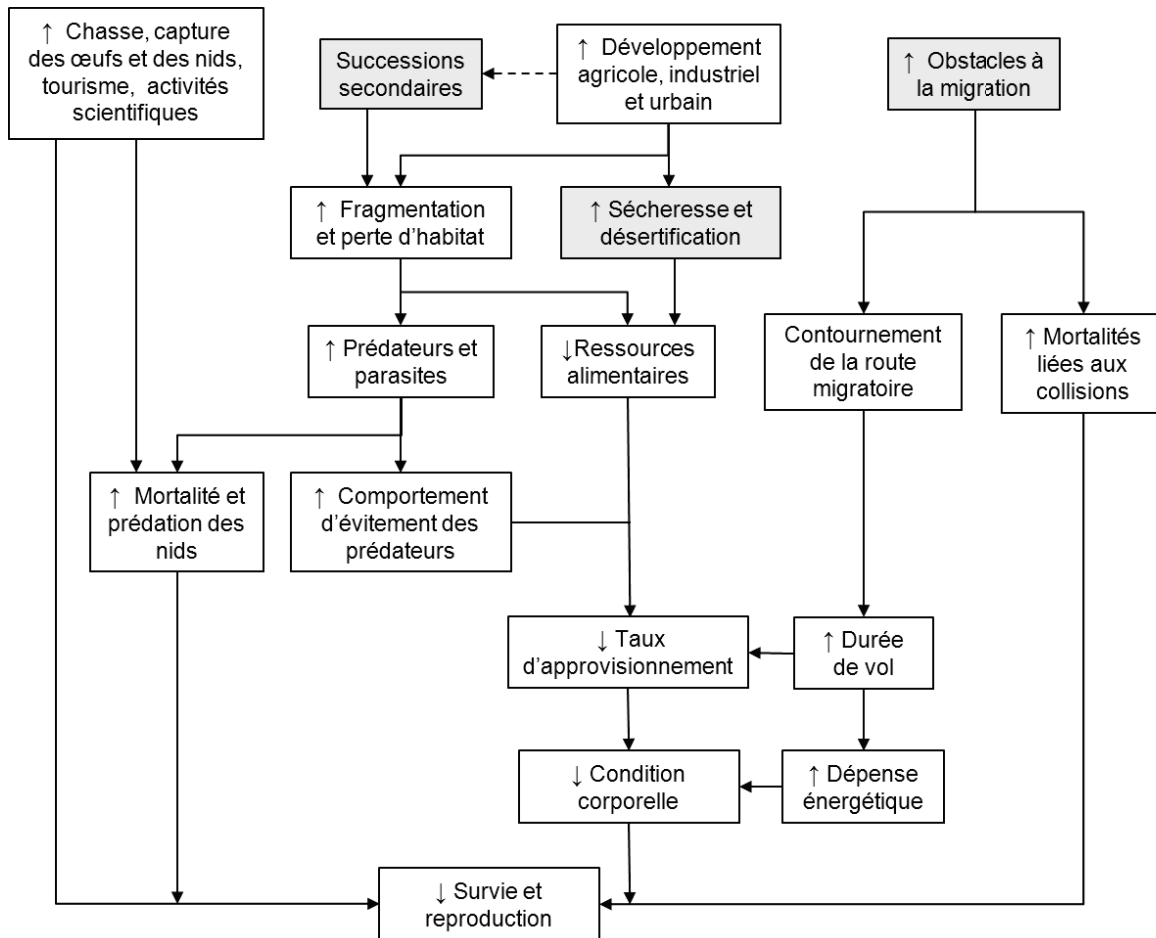 ↑ Chasse, capture
des œufs et des nids,
tourisme, activités
scientifiques
Successions
secondaires
↑ Développement
agricole, industriel
et urbain
↑ Obstacles à
la migration
↑ Fragmentation
et perte d'habitat
↑ Sécheresse et
désertification
↑ Prédateurs et
parasites
↓Ressources
alimentaires
Contournement
de la route
migratoire
↑ Mortalités
liées aux
collisions
↑ Mortalité et
prédation des
nids
↑ Comportement
d'évitement des
prédateurs
↓ Taux
d'approvisionnement
↑ Durée
de vol
↓ Condition
corporelle
↑ Dépense
énergétique
↓ Survie et
reproduction